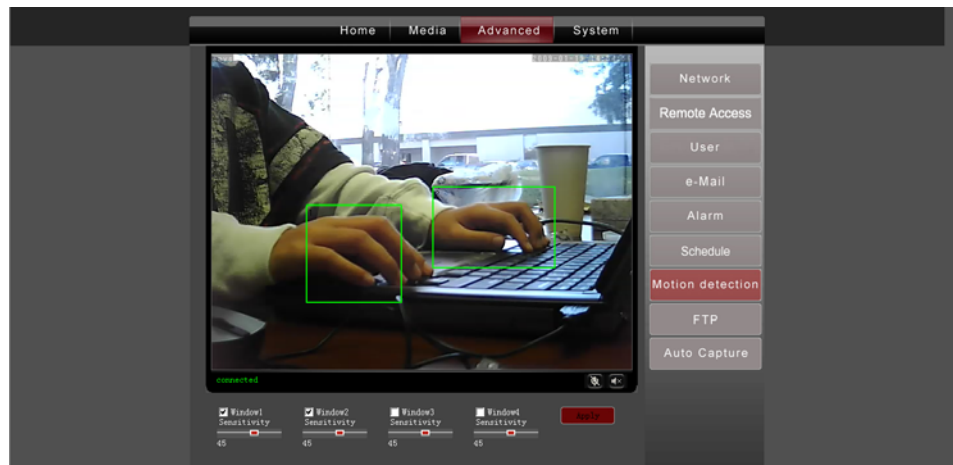 Home Media Advanced System
Network
Remote Access
User
e-Mail
Alarm
Schedule
Motion detection
FTP
Auto Capture
connected
Window1 Window2 Window3 Window4
Sensitivity Sensitivity Sensitivity Sensitivity
45 45 45 45
Apply